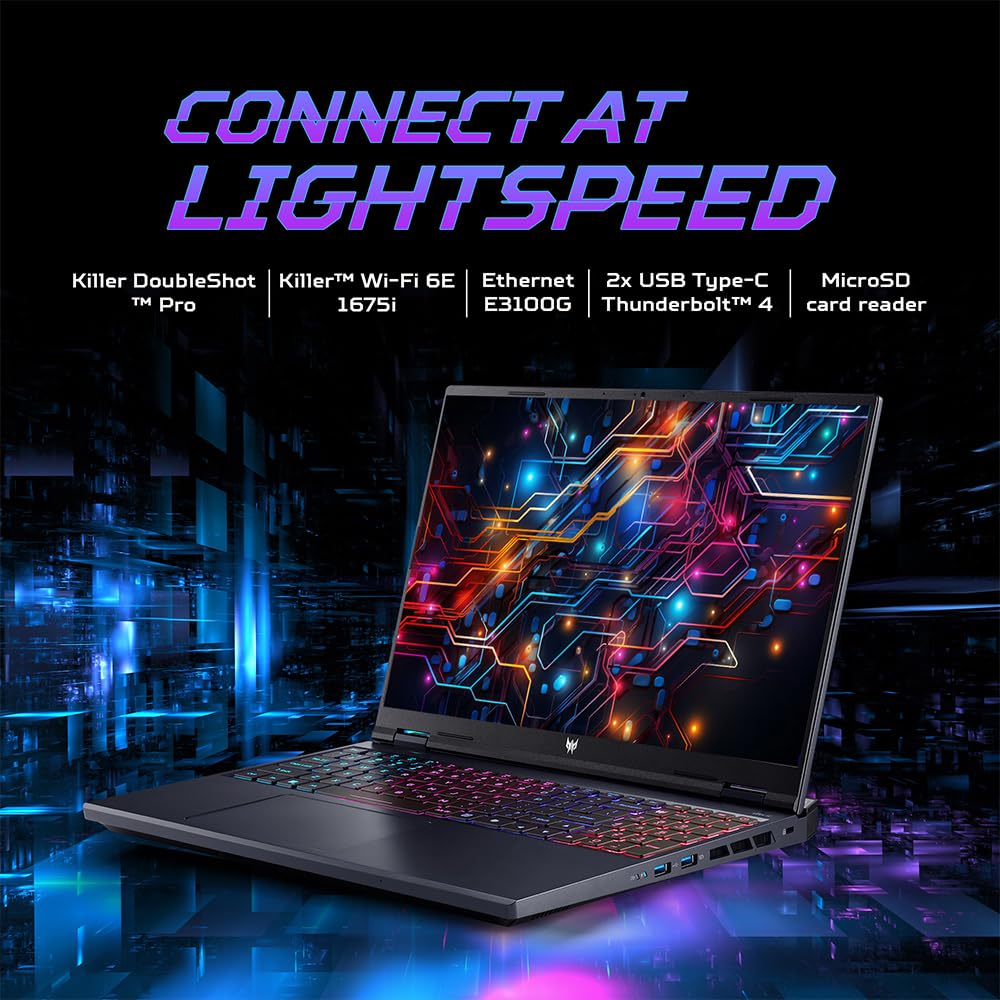 CONNECT AT
LIGHTSPEED
Killer DoubleShot
™ Pro
Killer™ Wi-Fi 6E
1675i
Ethernet
E3100G
2x USB Type-C
Thunderbolt™ 4
MicroSD
card reader